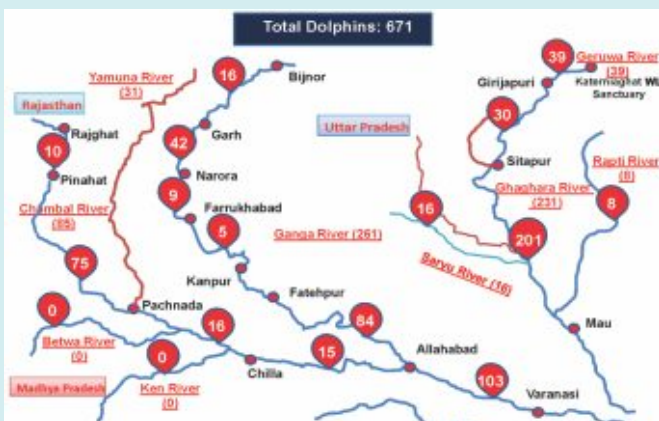 Total Dolphins: 671
Yamuna River
(31)
16
Bijnor
39
Geruwa River
(39)
Girijapuri
Katerniaghat
Sanctuary
Rajasthan
Rajghat
10
Pinahat
Garh
42
Narora
Uttar Pradesh
30
Sitapur
Rapti River
(8)
Chambal River
(85)
9
Farrukhabad
5
Ganga River (261)
16
Ghaghara River
(231)
8
201
Saryu River (16)
75
Kanpur
Pachnada
Fatehpur
0
Betwa River
(0)
16
84
Mau
0
Chilla
15
Allahabad
Madhya Pradesh
Ken River
(0)
103
Varanasi